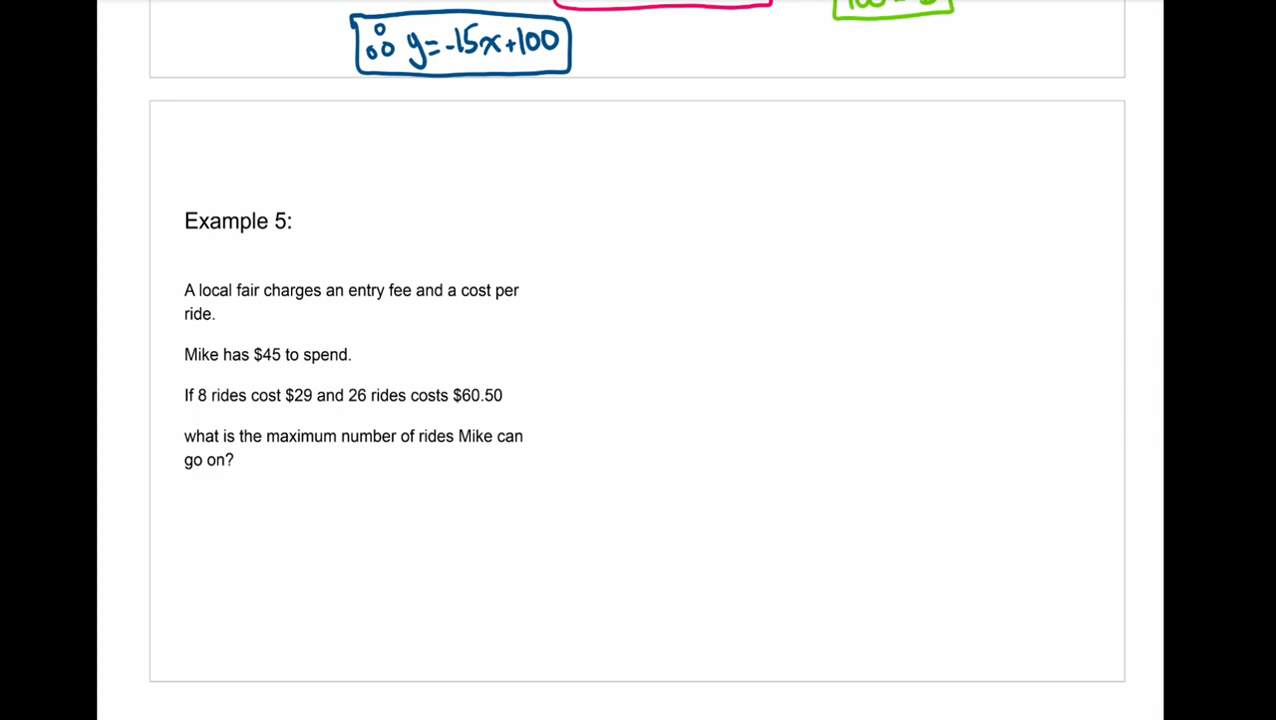 ∴ y=-15x+100
Example 5:
A local fair charges an entry fee and a cost per
ride.
Mike has $45 to spend.
If 8 rides cost $29 and 26 rides costs $60.50
what is the maximum number of rides Mike can
go on?